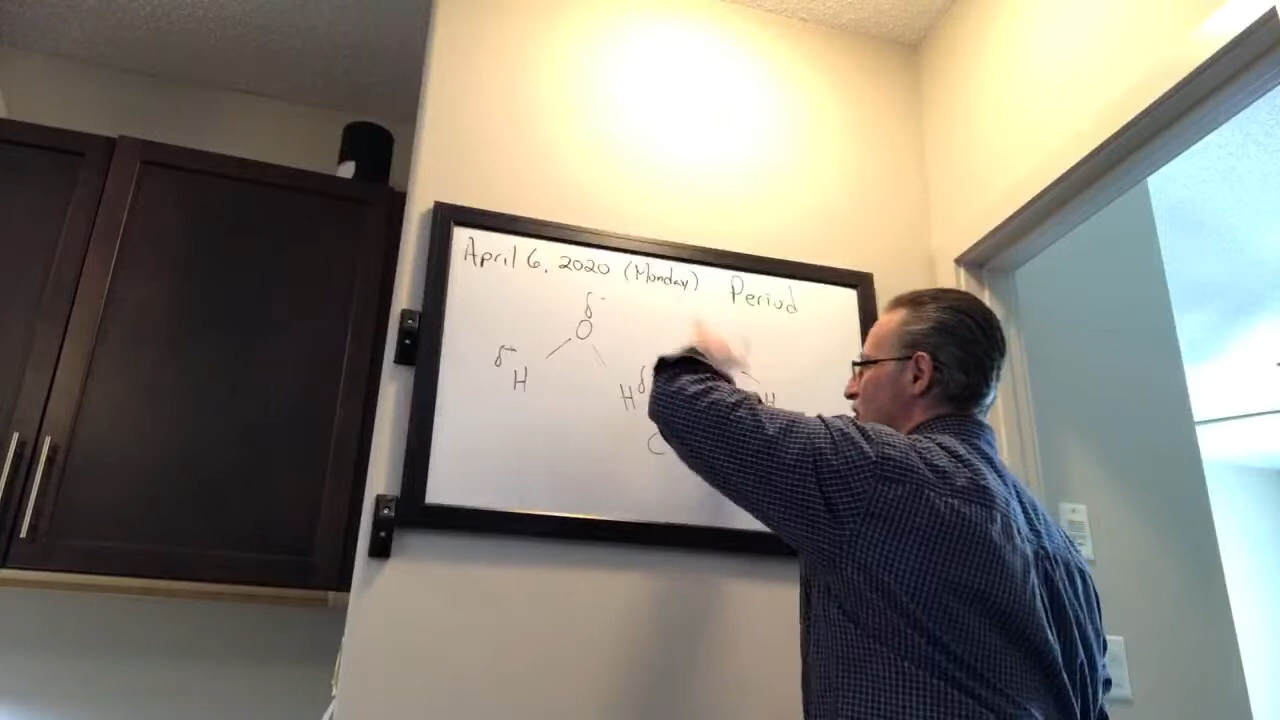 April 6, 2020 (Monday) Period
δ-
O
δ+
H
H δ
H
C